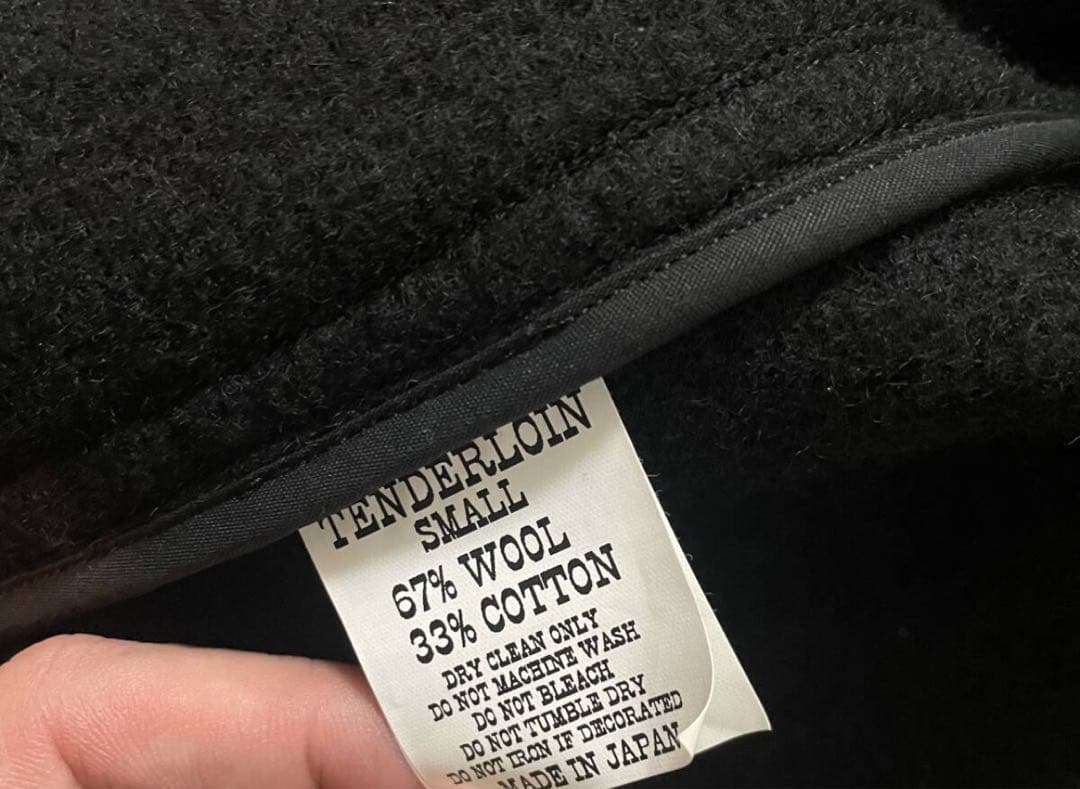 TENDERLOIN
SMALL
67% WOOL
33% COTTON
DRY CLEAN ONLY
DO NOT MACHINE WASH
DO NOT BLEACH
DO NOT TUMBLE DRY
DO NOT IRON IF DECORATED
MADE IN JAPAN